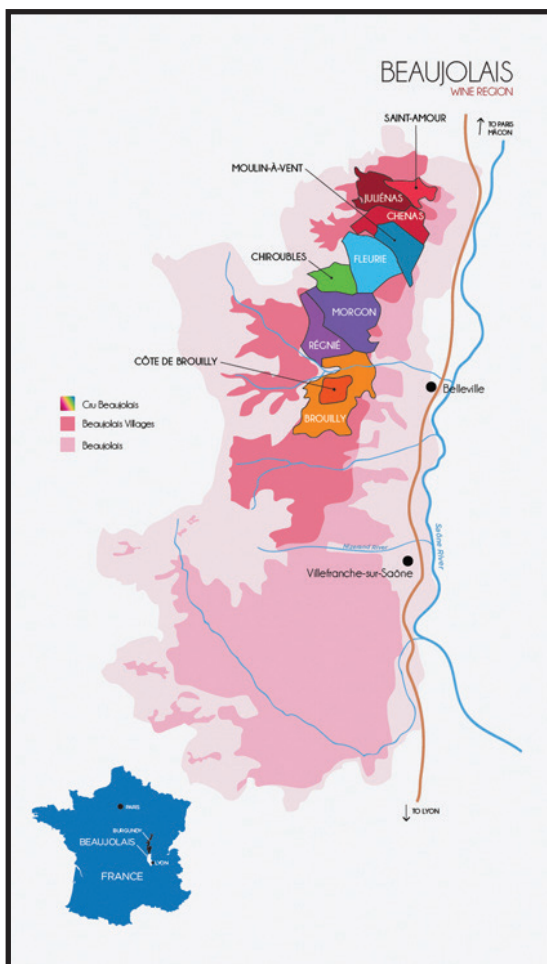 BEAUJOLAIS
WINE REGION
SAINT-AMOUR
TO PARIS
MÂCON
MOULIN-À-VENT
JULIÉNAS
CHENAS
CHIROUBLES
FLEURIE
MORGON
RÉGNIÉ
CÔTE DE BROUILLY
Belleville
Cru Beaujolais
BROUILLY
Beaujolais Villages
Beaujolais
Saône River
Villefranche-sur-Saône
TO LYON
PARIS
BURGUNDY
BEAUJOLAIS
LYON
FRANCE